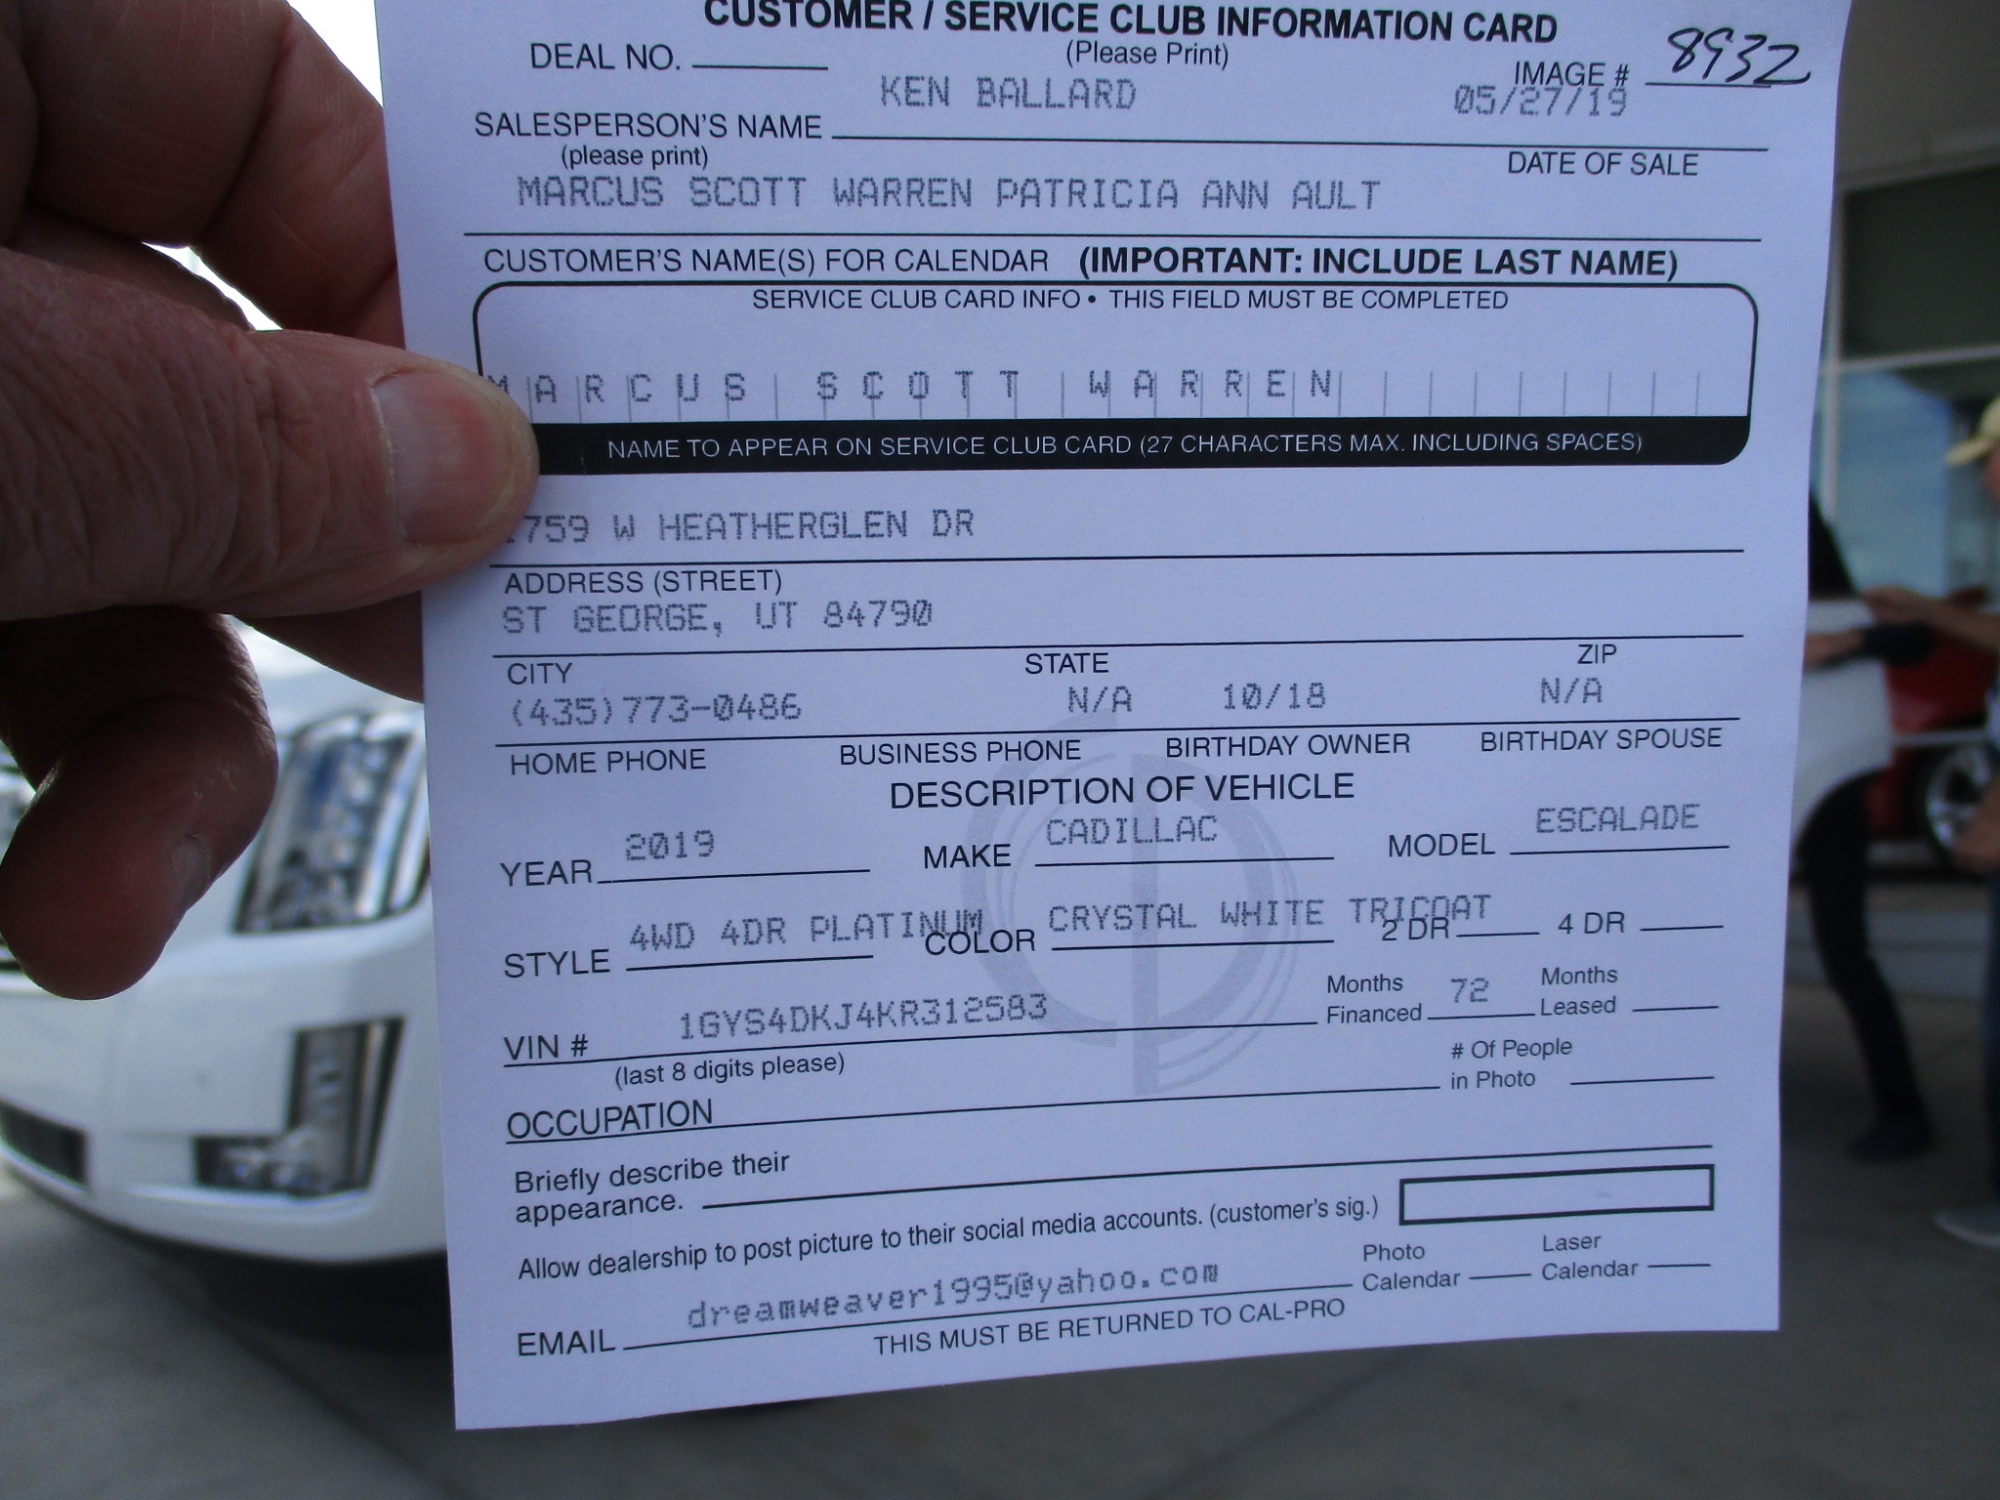 CUSTOMER / SERVICE CLUB INFORMATION CARD
(Please Print)
DEAL NO.
IMAGE # 8932
KEN BALLARD 05/27/19
SALESPERSON'S NAME
(please print)
DATE OF SALE
MARCUS SCOTT WARREN PATRICIA ANN AULT
CUSTOMER'S NAME(S) FOR CALENDAR (IMPORTANT: INCLUDE LAST NAME)
SERVICE CLUB CARD INFO • THIS FIELD MUST BE COMPLETED
MARCUS SCOTT WARREN
NAME TO APPEAR ON SERVICE CLUB CARD (27 CHARACTERS MAX. INCLUDING SPACES)
759 W HEATHERGLEN DR
ADDRESS (STREET)
ST GEORGE, UT 84790
CITY STATE ZIP
(435)773-0486 N/A 10/18 N/A
HOME PHONE BUSINESS PHONE BIRTHDAY OWNER BIRTHDAY SPOUSE
DESCRIPTION OF VEHICLE
YEAR 2019 MAKE CADILLAC MODEL ESCALADE
STYLE 4WD 4DR PLATINUM COLOR CRYSTAL WHITE TRICOAT 2 DR 4 DR
VIN # 1GYS4DKJ4KR312583 Months Financed 72 Months Leased
(last 8 digits please)
# Of People in Photo
OCCUPATION
Briefly describe their
appearance.
Allow dealership to post picture to their social media accounts. (customer's sig.)
EMAIL dreamweaver1995@yahoo.com Photo Calendar Laser Calendar
THIS MUST BE RETURNED TO CAL-PRO